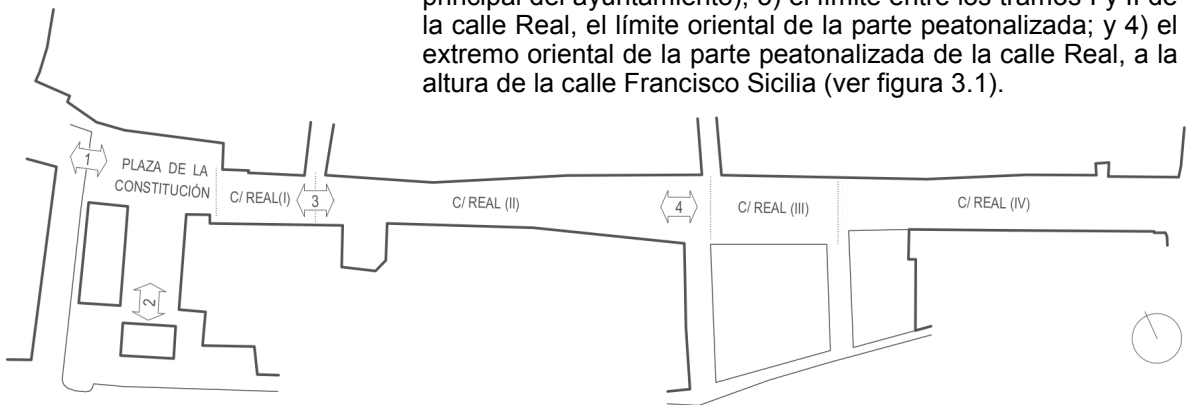 principal del ayuntamiento); 3) el límite entre los tramos I y II de
la calle Real, el límite oriental de la parte peatonalizada; y 4) el
extremo oriental de la parte peatonalizada de la calle Real, a la
altura de la calle Francisco Sicilia (ver figura 3.1).
1
PLAZA DE LA
CONSTITUCIÓN
C/ REAL(I)
3
C/ REAL (II)
4
C/ REAL (III)
C/ REAL (IV)
2